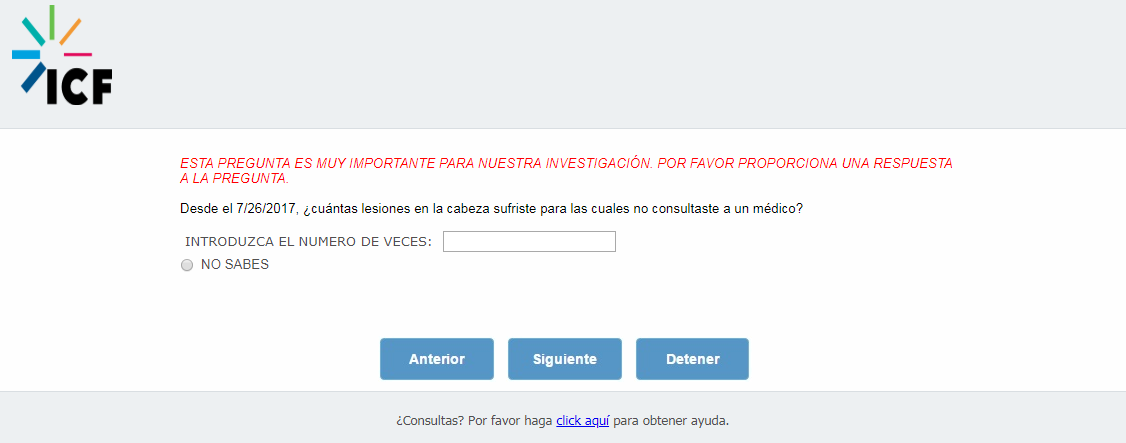 ICF
ESTA PREGUNTA ES MUY IMPORTANTE PARA NUESTRA INVESTIGACIÓN. POR FAVOR PROPORCIONA UNA RESPUESTA
A LA PREGUNTA.
Desde el 7/26/2017, ¿cuántas lesiones en la cabeza sufriste para las cuales no consultaste a un médico?
INTRODUZCA EL NUMERO DE VECES:
NO SABES
Anterior Siguiente Detener
¿Consultas? Por favor haga click aquí para obtener ayuda.